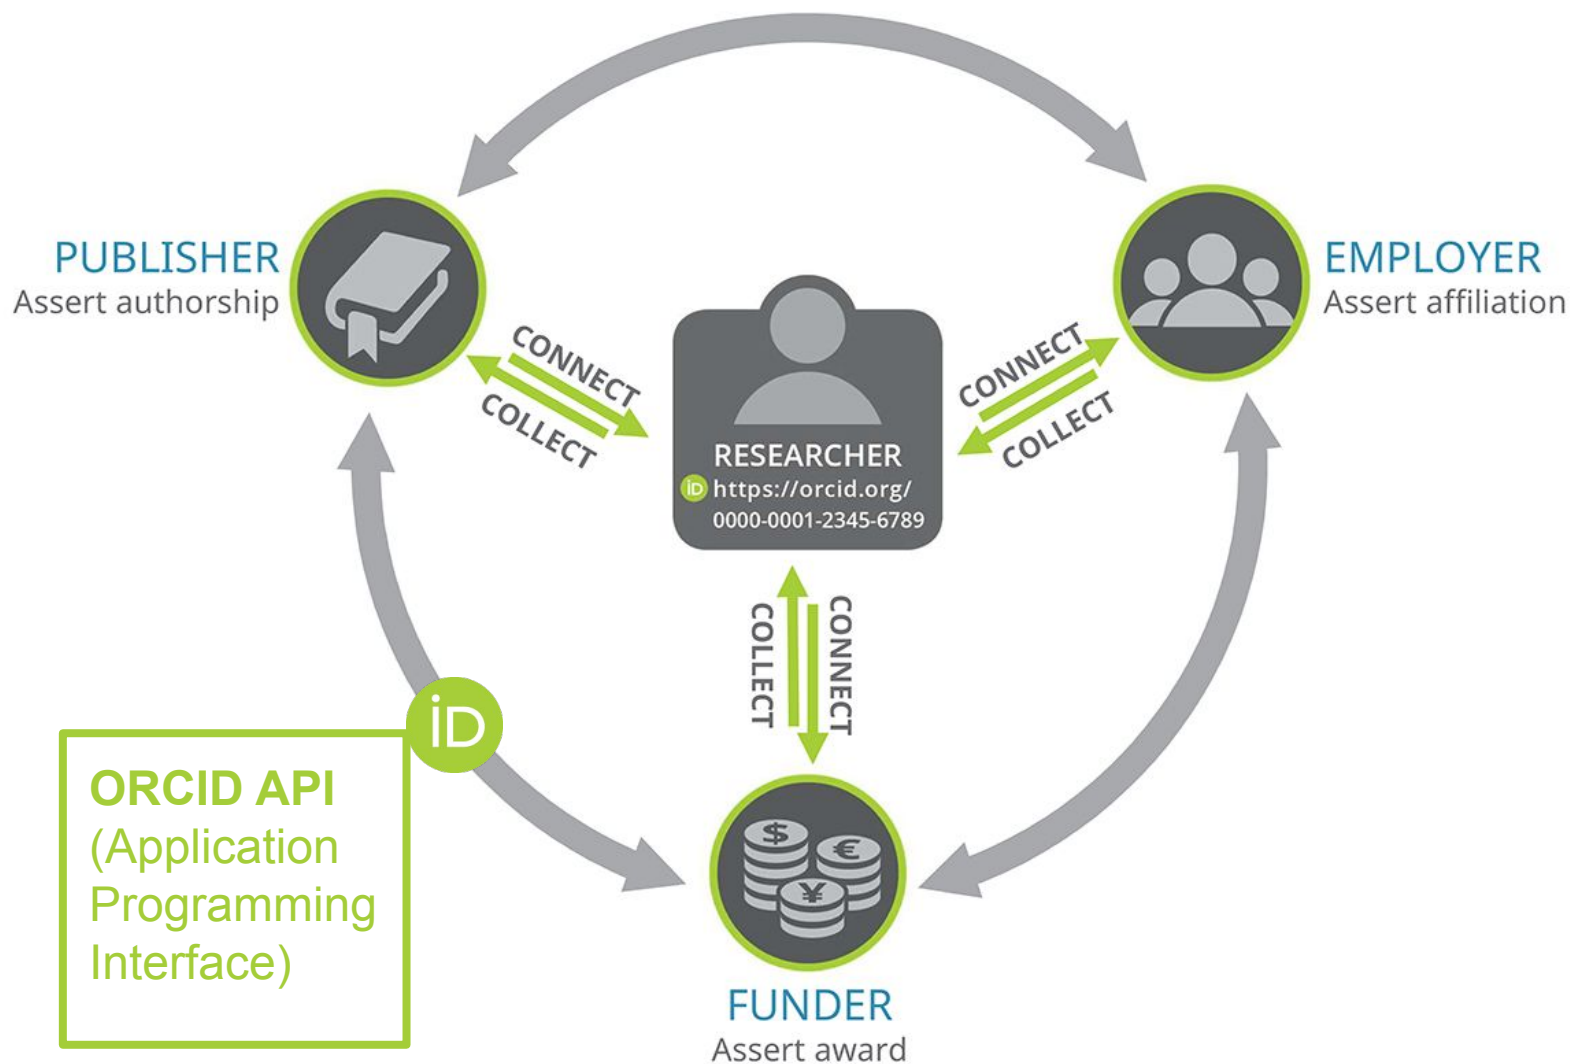 PUBLISHER
Assert authorship
EMPLOYER
Assert affiliation
CONNECT
COLLECT
CONNECT
COLLECT
RESEARCHER
iD https://orcid.org/
0000-0001-2345-6789
COLLECT
CONNECT
iD
ORCID API
(Application
Programming
Interface)
$
€
¥
FUNDER
Assert award